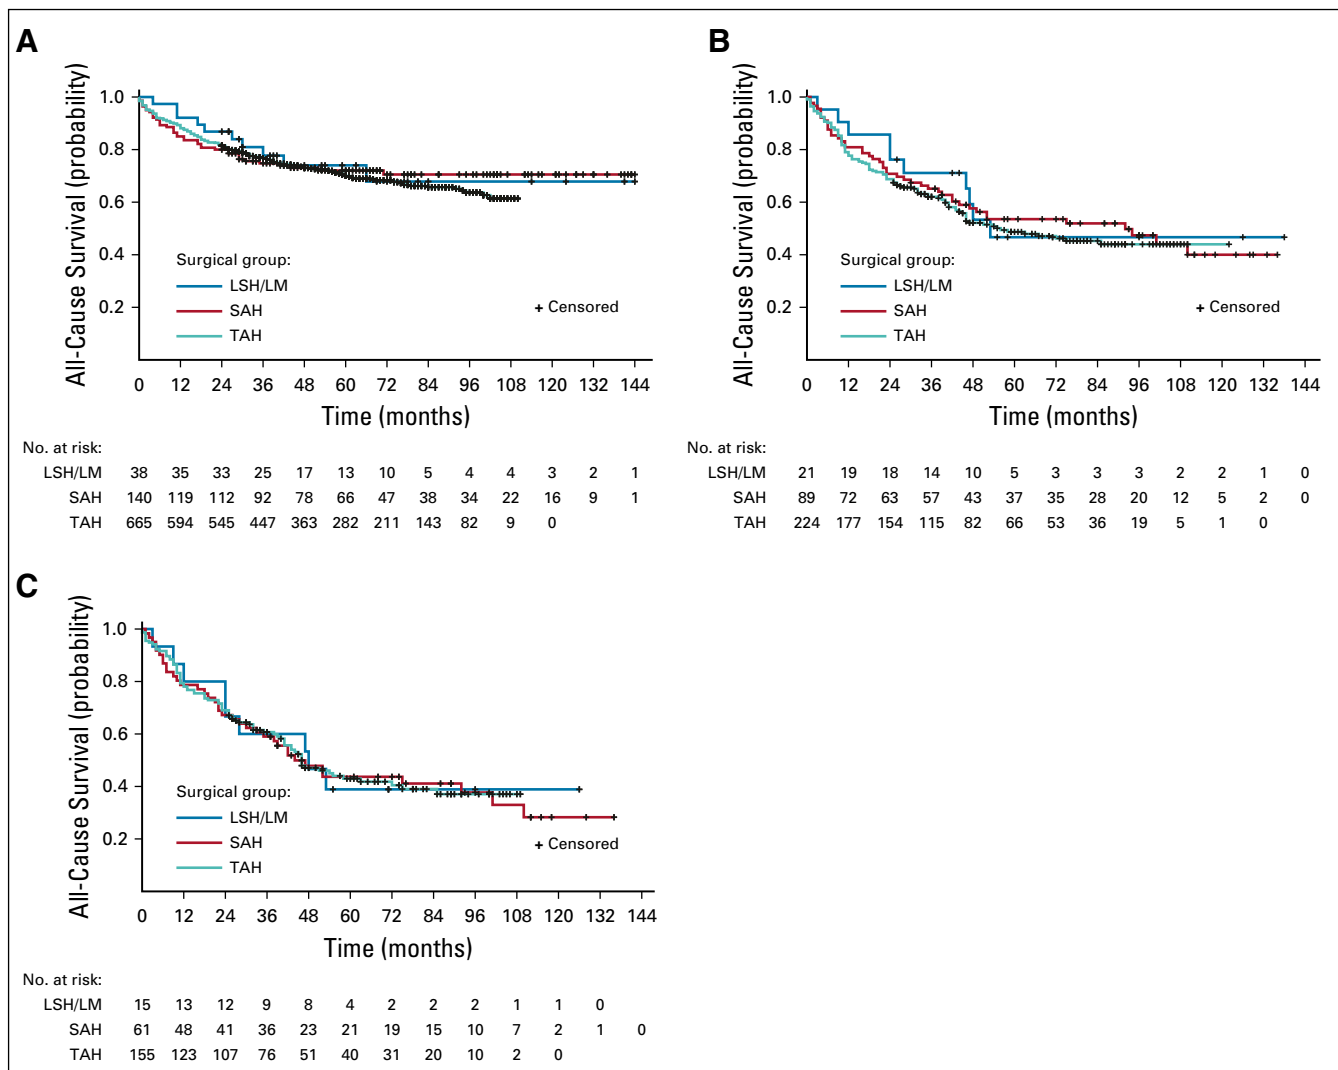 A
All-Cause Survival (probability)
1.0
0.8
0.6
0.4
0.2
Surgical group:
LSH/LM
SAH
TAH
+ Censored
0 12 24 36 48 60 72 84 96 108 120 132 144
Time (months)
No. at risk:
LSH/LM 38 35 33 25 17 13 10 5 4 4 3 2 1
SAH 140 119 112 92 78 66 47 38 34 22 16 9 1
TAH 665 594 545 447 363 282 211 143 82 9 0
B
All-Cause Survival (probability)
1.0
0.8
0.6
0.4
0.2
Surgical group:
LSH/LM
SAH
TAH
+ Censored
0 12 24 36 48 60 72 84 96 108 120 132 144
Time (months)
No. at risk:
LSH/LM 21 19 18 14 10 5 3 3 3 2 2 1 0
SAH 89 72 63 57 43 37 35 28 20 12 5 2 0
TAH 224 177 154 115 82 66 53 36 19 5 1 0
C
All-Cause Survival (probability)
1.0
0.8
0.6
0.4
0.2
Surgical group:
LSH/LM
SAH
TAH
+ Censored
0 12 24 36 48 60 72 84 96 108 120 132 144
Time (months)
No. at risk:
LSH/LM 15 13 12 9 8 4 2 2 2 1 1 0
SAH 61 48 41 36 23 21 19 15 10 7 2 1 0
TAH 155 123 107 76 51 40 31 20 10 2 0